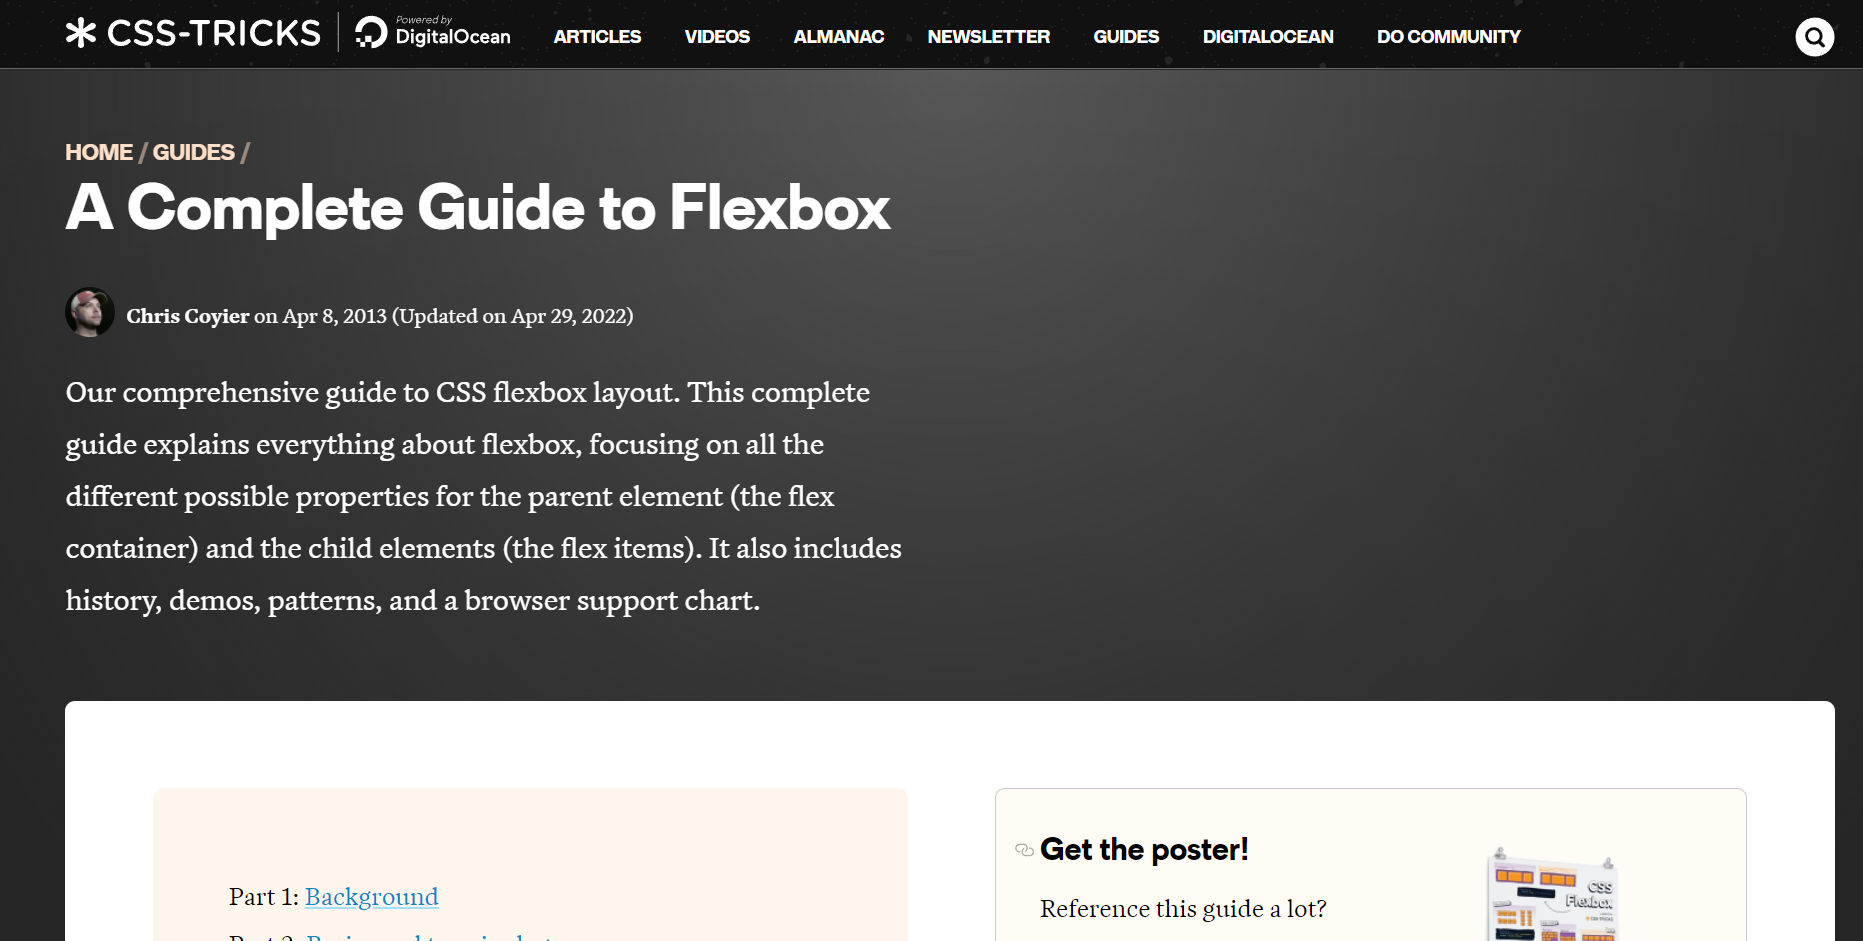 CSS-TRICKS
Powered by
DigitalOcean
ARTICLES VIDEOS ALMANAC NEWSLETTER GUIDES DIGITALOCEAN DO COMMUNITY
HOME / GUIDES /
A Complete Guide to Flexbox
Chris Coyier on Apr 8, 2013 (Updated on Apr 29, 2022)
Our comprehensive guide to CSS flexbox layout. This complete
guide explains everything about flexbox, focusing on all the
different possible properties for the parent element (the flex
container) and the child elements (the flex items). It also includes
history, demos, patterns, and a browser support chart.
Part 1: Background
Get the poster!
Reference this guide a lot?
CSS
Flexbox